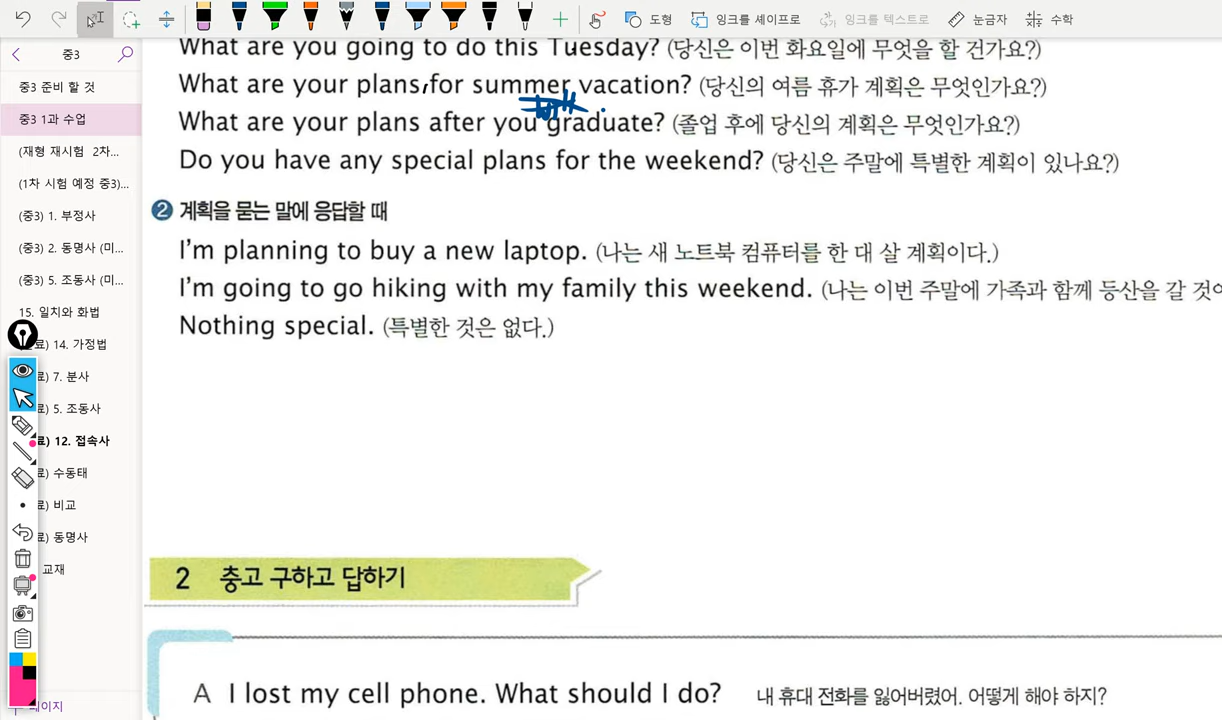 도형 잉크를 셰이프로 잉크를 텍스트로 눈금자 수학
중3
중3 준비 할 것
중3 1과 수업
(재형 재시험 2차...
(1차 시험 예정 중3)...
(중3) 1. 부정사
(중3) 2. 동명사 (미...
(중3) 5. 조동사 (미...
15. 일치와 화법
료) 14. 가정법
료) 7. 분사
료) 5. 조동사
료) 12. 접속사
료) 수동태
료) 비교
료) 동명사
교재
페이지
What are you going to do this Tuesday? (당신은 이번 화요일에 무엇을 할 건가요?)
What are your plans for summer vacation? (당신의 여름 휴가 계획은 무엇인가요?)
What are your plans after you graduate? (졸업 후에 당신의 계획은 무엇인가요?)
Do you have any special plans for the weekend? (당신은 주말에 특별한 계획이 있나요?)
2 계획을 묻는 말에 응답할 때
I'm planning to buy a new laptop. (나는 새 노트북 컴퓨터를 한 대 살 계획이다.)
I'm going to go hiking with my family this weekend. (나는 이번 주말에 가족과 함께 등산을 갈 것이
Nothing special. (특별한 것은 없다.)
2 충고 구하고 답하기
A I lost my cell phone. What should I do? 내 휴대 전화를 잃어버렸어. 어떻게 해야 하지?